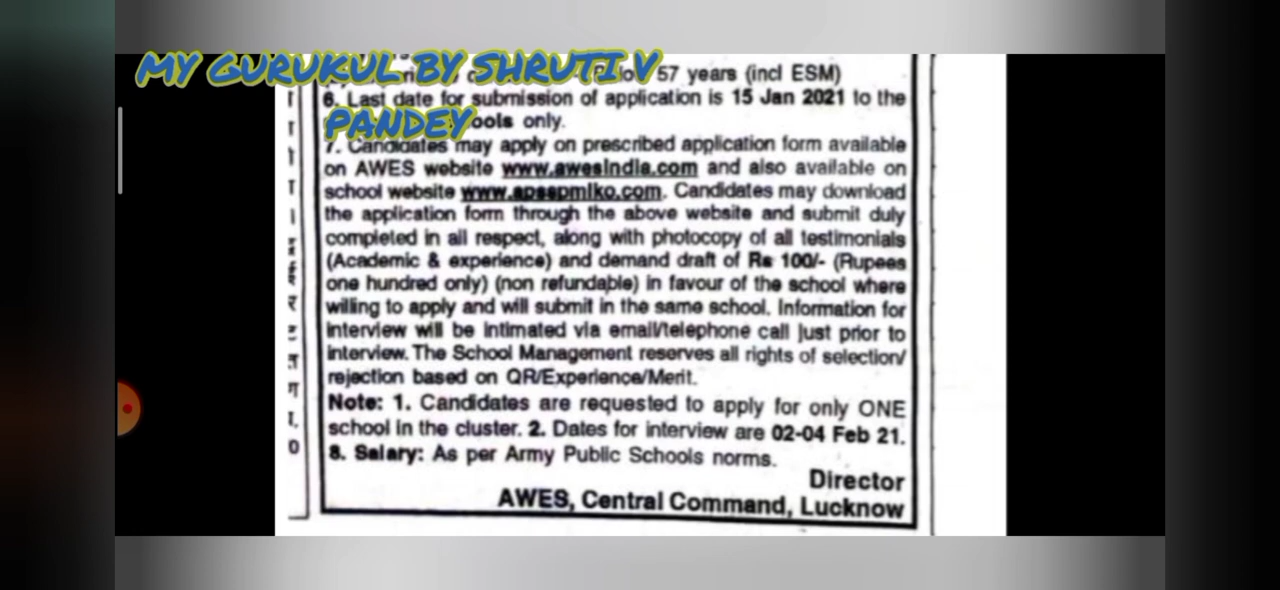 MY GURUKUL BY SHRUTI V
PANDEY
57 years (incl ESM)
6. Last date for submission of application is 15 Jan 2021 to the
ools only.
7. Candidates may apply on prescribed application form available
on AWES website www.awesindia.com and also available on
school website www.apsspmlko.com. Candidates may download
the application form through the above website and submit duly
completed in all respect, along with photocopy of all testimonials
(Academic & experience) and demand draft of Rs 100/- (Rupees
one hundred only) (non refundable) in favour of the school where
willing to apply and will submit in the same school. Information for
interview will be intimated via email/telephone call just prior to
interview. The School Management reserves all rights of selection/
rejection based on QR/Experience/Merit.
Note: 1. Candidates are requested to apply for only ONE
school in the cluster. 2. Dates for interview are 02-04 Feb 21.
8. Salary: As per Army Public Schools norms.
Director
AWES, Central Command, Lucknow